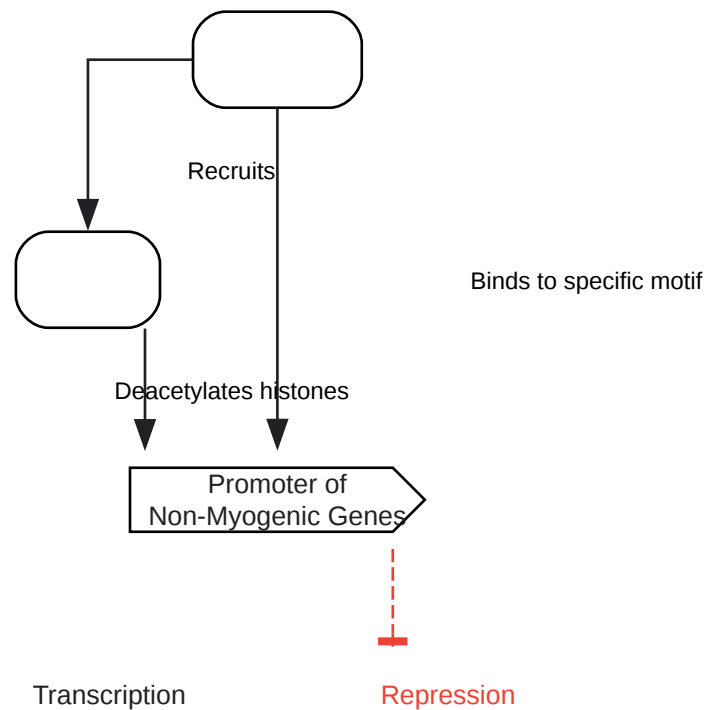 Recruits
Binds to specific motif
Deacetylates histones
Promoter of
Non-Myogenic Genes
Transcription
Repression